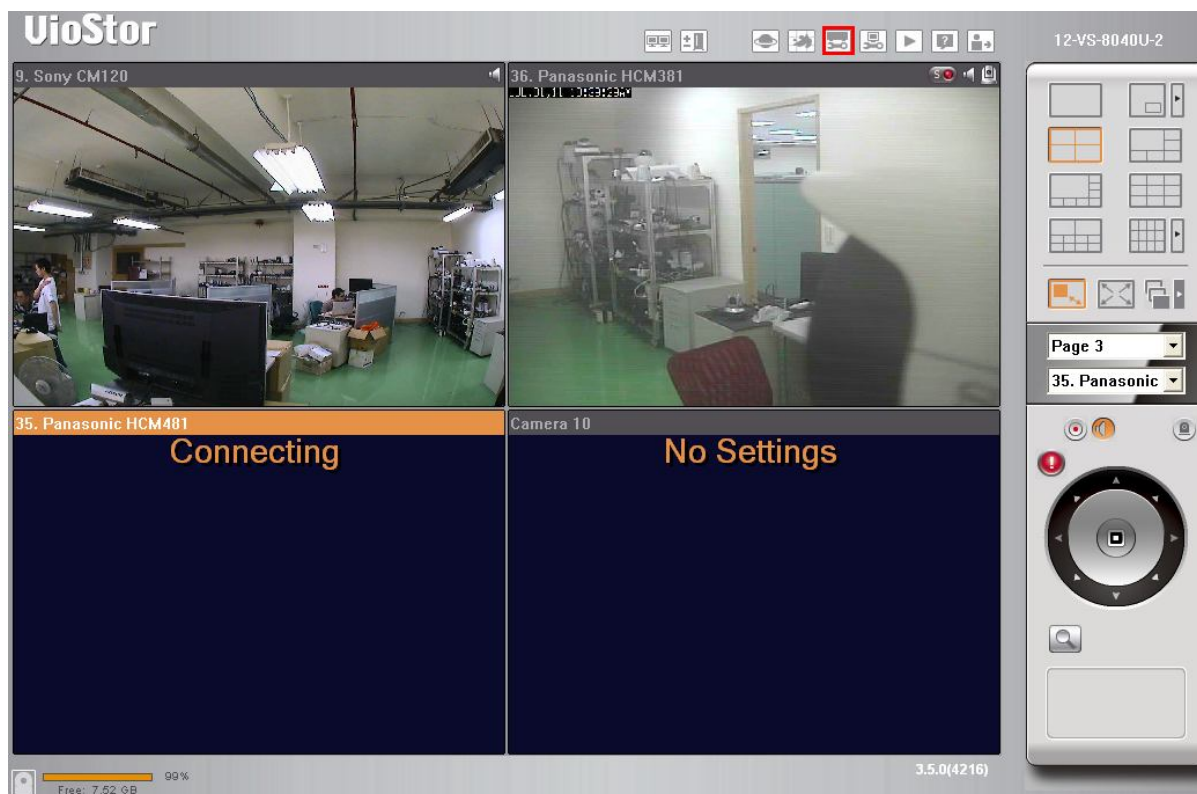 VioStor
12-VS-8040U-2
9. Sony CM120
36. Panasonic HCM381
S
Page 3
35. Panasonic
35. Panasonic HCM481
Connecting
Camera 10
No Settings
99%
Free: 7.52 GB
3.5.0(4216)